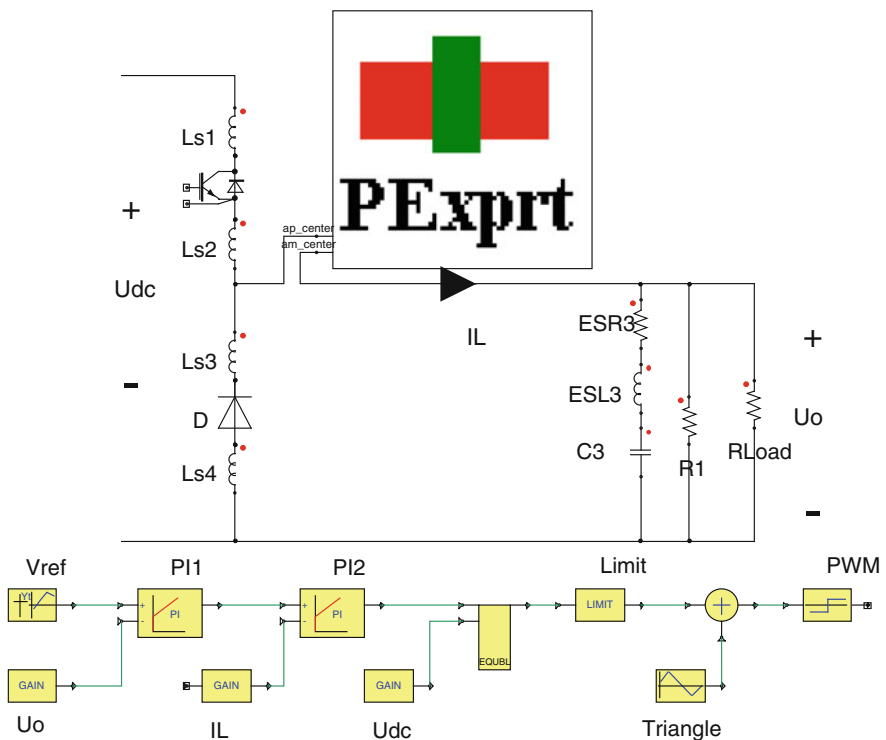 Ls1
PExprt
+
ap_center
am_center
Ls2
Udc
IL
ESR3
+
Ls3
-
ESL3
D
Uo
C3
R1
RLoad
Ls4
-
Vref
PI1
PI2
Limit
PWM
Yt
+
-
PI
+
-
PI
LIMIT
+
EQUBL
GAIN
GAIN
GAIN
Uo
IL
Udc
Triangle